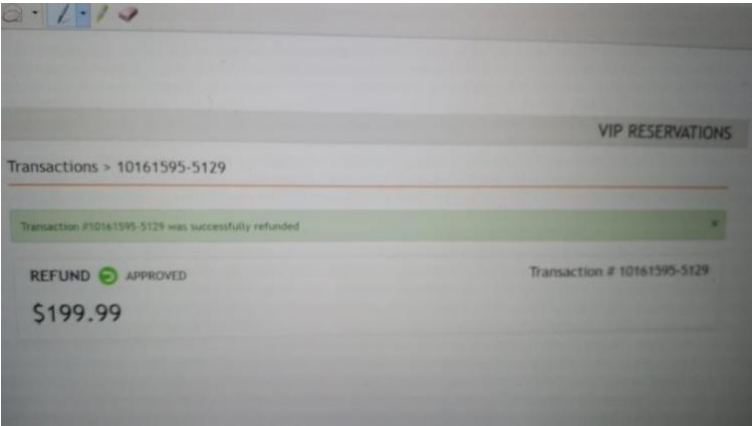 VIP RESERVATIONS
Transactions > 10161595-5129
Transaction #10161595-5129 was successfully refunded
×
REFUND APPROVED
Transaction # 10161595-5129
$199.99